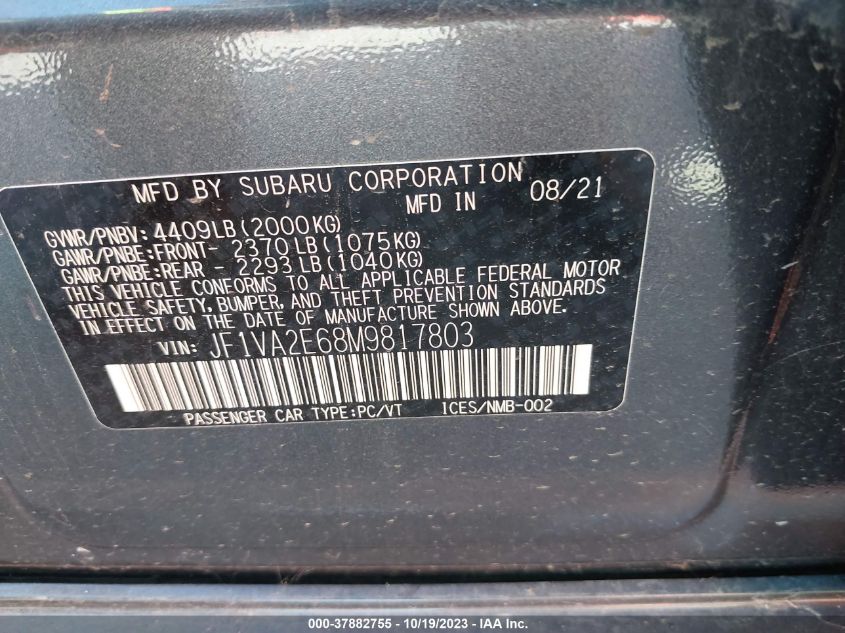 MFD BY SUBARU CORPORATION
MFD IN 08/21
GVWR/PNBV: 4409LB(2000KG)
GAWR/PNBE:FRONT- 2370LB(1075KG)
GAWR/PNBE:REAR - 2293LB(1040KG)
THIS VEHICLE CONFORMS TO ALL APPLICABLE FEDERAL MOTOR
VEHICLE SAFETY, BUMPER, AND THEFT PREVENTION STANDARDS
IN EFFECT ON THE DATE OF MANUFACTURE SHOWN ABOVE.
VIN: JF1VA2E68M9817803
PASSENGER CAR TYPE:PC/VT ICES/NMB-002
000-37882755 - 10/19/2023 - IAA Inc.